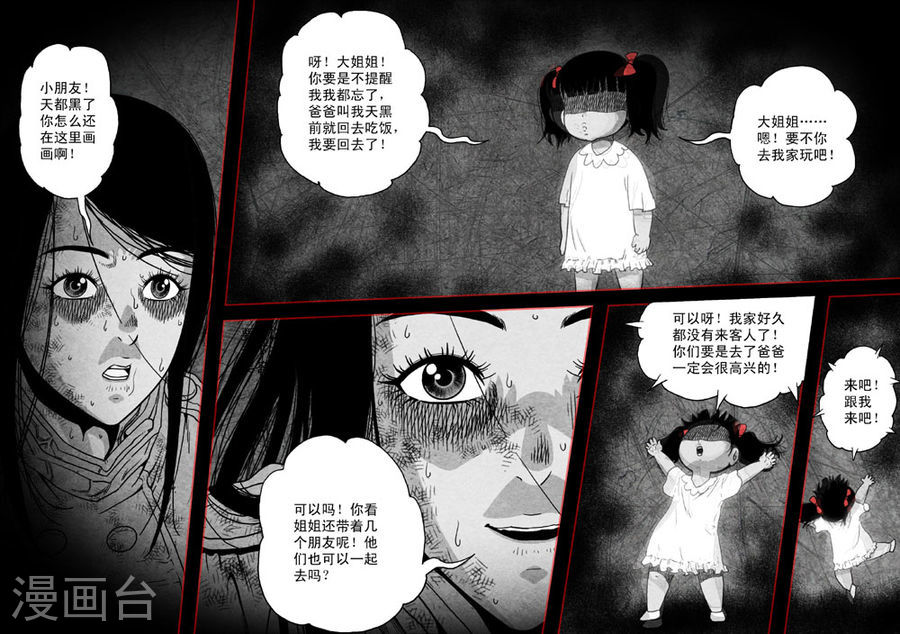 小朋友！
天都黑了
你怎么还
在这里画
画啊！
呀！大姐姐！
你要是不提醒
我我都忘了，
爸爸叫我天黑
前就回去吃饭，
我要回去了！
大姐姐……
嗯！要不你
去我家玩吧！
可以吗！你看
姐姐还带着几
个朋友呢！他
们也可以一起
去吗？
可以呀！我家好久
都没有来客人了！
你们要是去了爸爸
一定会很高兴的！
来吧！
跟我
来吧！
漫画台